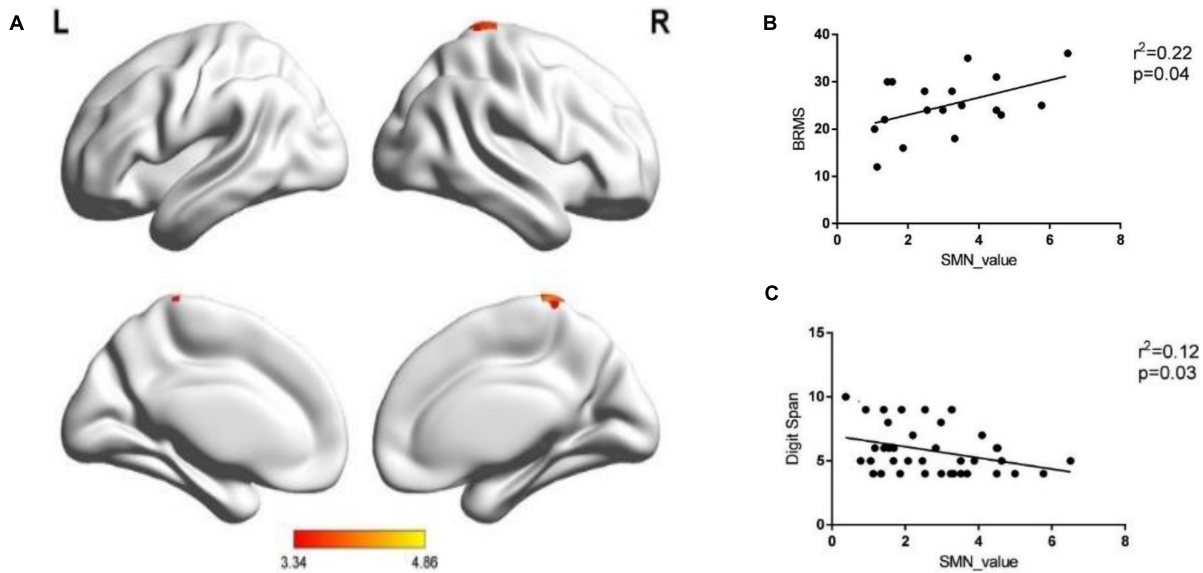 A L R
3.34 4.86
B
40
30
20
10
0
BRMS
0 2 4 6 8
SMN_value
r²=0.22
p=0.04
C
15
10
5
0
Digit Span
0 2 4 6 8
SMN_value
r²=0.12
p=0.03